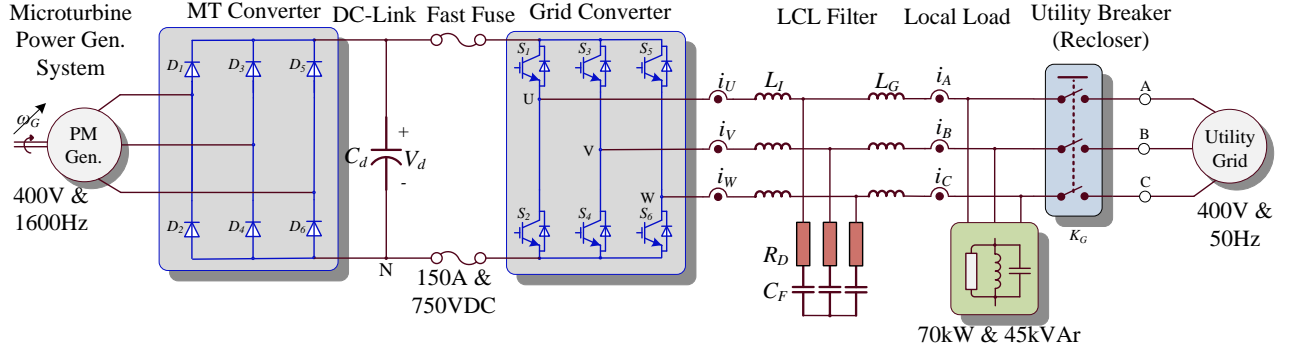 Microturbine
Power Gen.
System
MT Converter
DC-Link
Fast Fuse
Grid Converter
LCL Filter
Local Load
Utility Breaker
(Recloser)
D1
D3
D5
S1
S3
S5
iU
LI
LG
iA
A
U
ωG
PM
Gen.
Cd
+
Vd
-
V
iV
iB
B
Utility
Grid
W
iW
iC
C
400V &
1600Hz
D2
D4
D6
S2
S4
S6
RD
CF
KG
400V &
50Hz
N
150A &
750VDC
70kW & 45kVAr